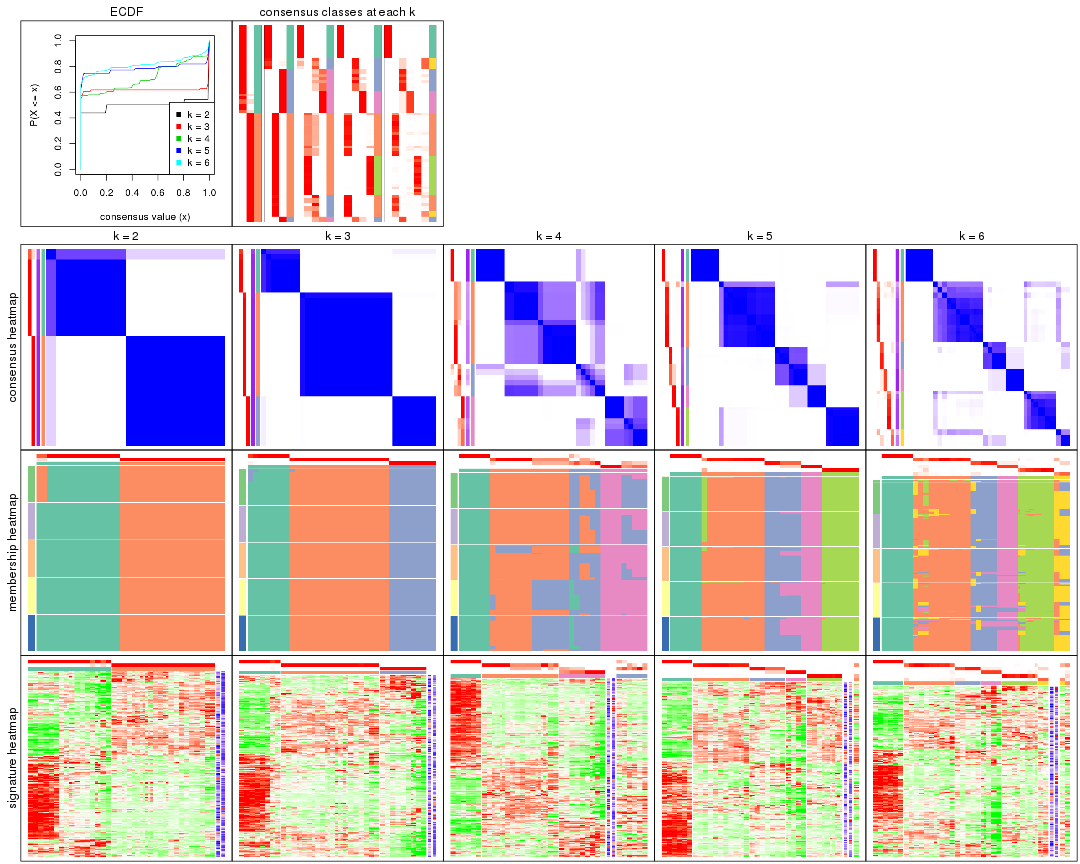 ECDF
consensus classes at each k
P(X <= x)
0.0 0.2 0.4 0.6 0.8 1.0
k = 2
k = 3
k = 4
k = 5
k = 6
0.0 0.2 0.4 0.6 0.8 1.0
consensus value (x)
k = 2
k = 3
k = 4
k = 5
k = 6
consensus heatmap
membership heatmap
signature heatmap